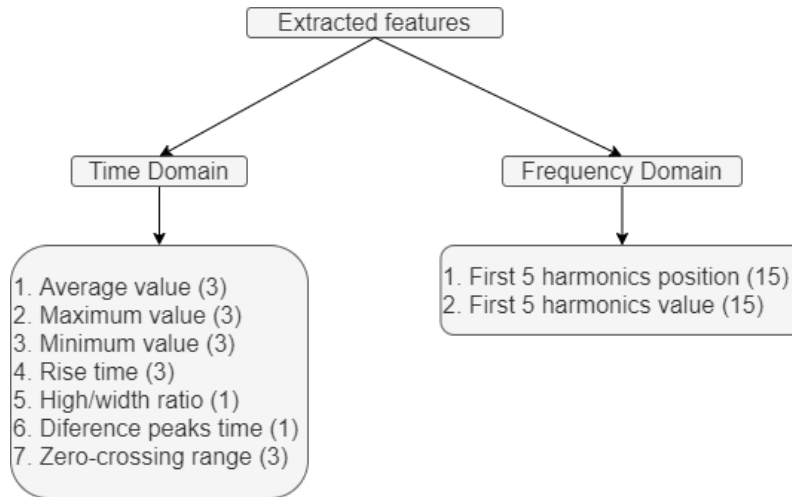 Extracted features
Time Domain
Frequency Domain
1. Average value (3)
2. Maximum value (3)
3. Minimum value (3)
4. Rise time (3)
5. High/width ratio (1)
6. Diference peaks time (1)
7. Zero-crossing range (3)
1. First 5 harmonics position (15)
2. First 5 harmonics value (15)